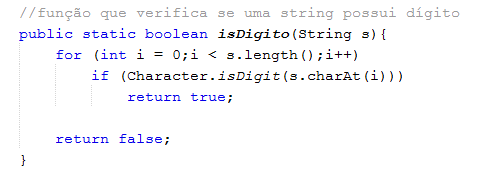 //função que verifica se uma string possui dígito
public static boolean isDigito(String s){
for (int i = 0;i < s.length();i++)
if (Character.isDigit(s.charAt(i)))
return true;
return false;
}